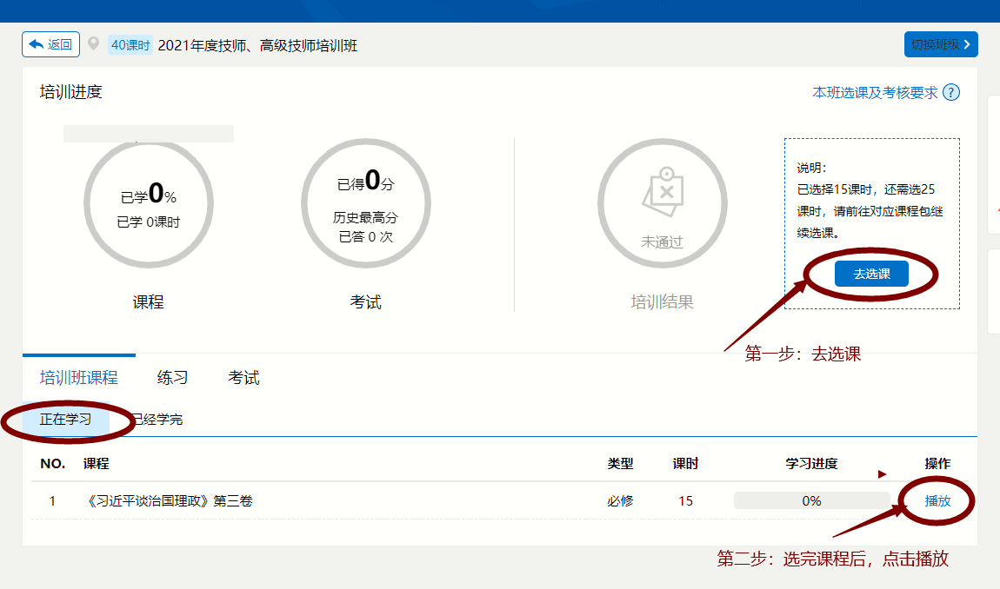 返回 40课时 2021年度技师、高级技师培训班 切换班级
培训进度 本班选课及考核要求 ?
已学0%
已学 0课时
课程
已得0分
历史最高分
已答 0 次
考试
未通过
培训结果
说明：
已选择15课时，还需选25
课时，请前往对应课程包继
续选课。
去选课
第一步：去选课
培训班课程 练习 考试
正在学习 已经学完
NO. 课程 类型 课时 学习进度 操作
1 《习近平谈治国理政》第三卷 必修 15 0% 播放
第二步：选完课程后，点击播放